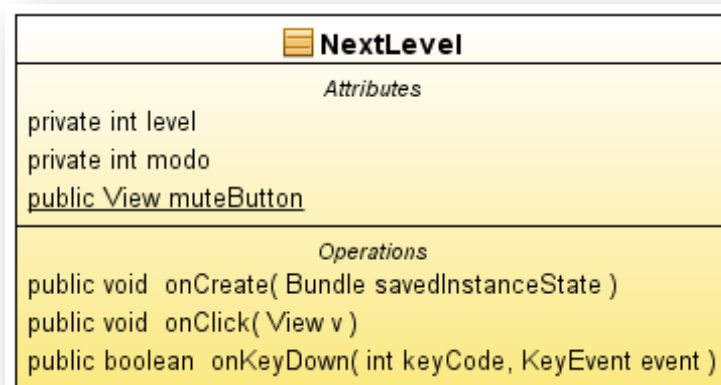 NextLevel
Attributes
private int level
private int modo
public View muteButton
Operations
public void onCreate( Bundle savedInstanceState )
public void onClick( View v )
public boolean onKeyDown( int keyCode, KeyEvent event )